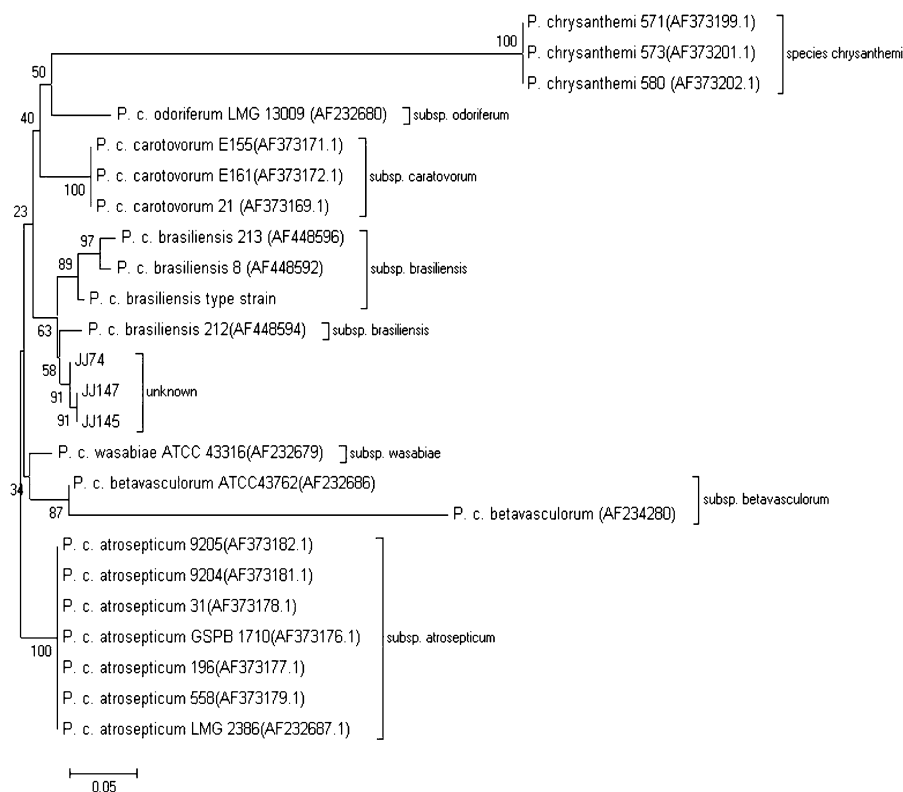 P. chrysanthemi 571(AF373199.1)
100
P. chrysanthemi 573(AF373201.1)
species chrysanthemi
P. chrysanthemi 580 (AF373202.1)
50
P. c. odoriferum LMG 13009 (AF232680)
subsp. odoriferum
40
P. c. carotovorum E155(AF373171.1)
P. c. carotovorum E161(AF373172.1)
subsp. caratovorum
100
P. c. carotovorum 21 (AF373169.1)
23
P. c. brasiliensis 213 (AF448596)
97
89
P. c. brasiliensis 8 (AF448592)
subsp. brasiliensis
P. c. brasiliensis type strain
63
P. c. brasiliensis 212(AF448594)
subsp. brasiliensis
JJ74
58
91
JJ147
unknown
91
JJ145
P. c. wasabiae ATCC 43316(AF232679)
subsp. wasabiae
34
P. c. betavasculorum ATCC43762(AF232686)
subsp. betavasculorum
87
P. c. betavasculorum (AF234280)
P. c. atrosepticum 9205(AF373182.1)
P. c. atrosepticum 9204(AF373181.1)
P. c. atrosepticum 31(AF373178.1)
P. c. atrosepticum GSPB 1710(AF373176.1)
subsp. atrosepticum
100
P. c. atrosepticum 196(AF373177.1)
P. c. atrosepticum 558(AF373179.1)
P. c. atrosepticum LMG 2386(AF232687.1)
0.05